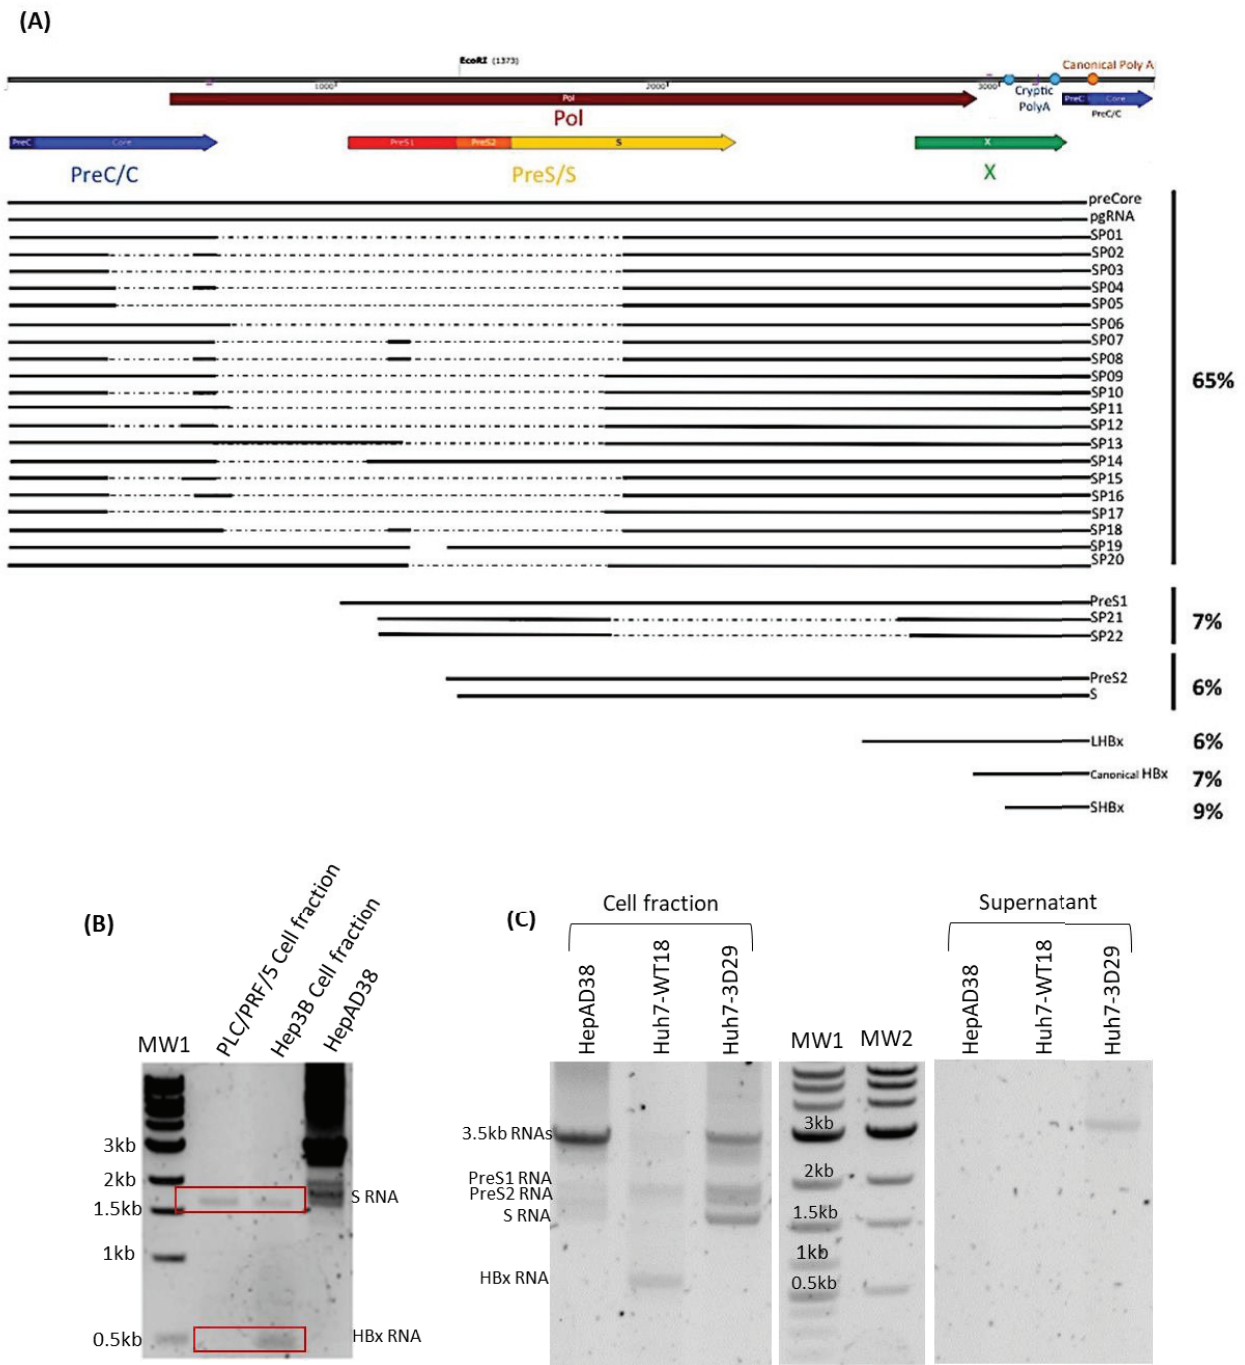 (A)
EcoRI (1373)
Canonical Poly A
1000
2000
3000
Cryptic
PolyA
Pol
Pol
PreC
Core
PreC/C
PreC
Core
PreS1
PreS2
S
X
PreC/C
PreS/S
X
preCore
pgRNA
SP01
SP02
SP03
SP04
SP05
SP06
SP07
SP08
SP09
SP10
SP11
SP12
SP13
SP14
SP15
SP16
SP17
SP18
SP19
SP20
65%
PreS1
SP21
SP22
7%
PreS2
S
6%
LHBx
6%
Canonical HBx
7%
SHBx
9%
(B)
MW1
PLC/PRF/5 Cell fraction
Hep3B Cell fraction
HepAD38
3kb
2kb
1.5kb
1kb
0.5kb
S RNA
HBx RNA
(C)
Cell fraction
Supernatant
HepAD38
Huh7-WT18
Huh7-3D29
MW1
MW2
HepAD38
Huh7-WT18
Huh7-3D29
3.5kb RNAs
PreS1 RNA
PreS2 RNA
S RNA
HBx RNA
3kb
2kb
1.5kb
1kb
0.5kb